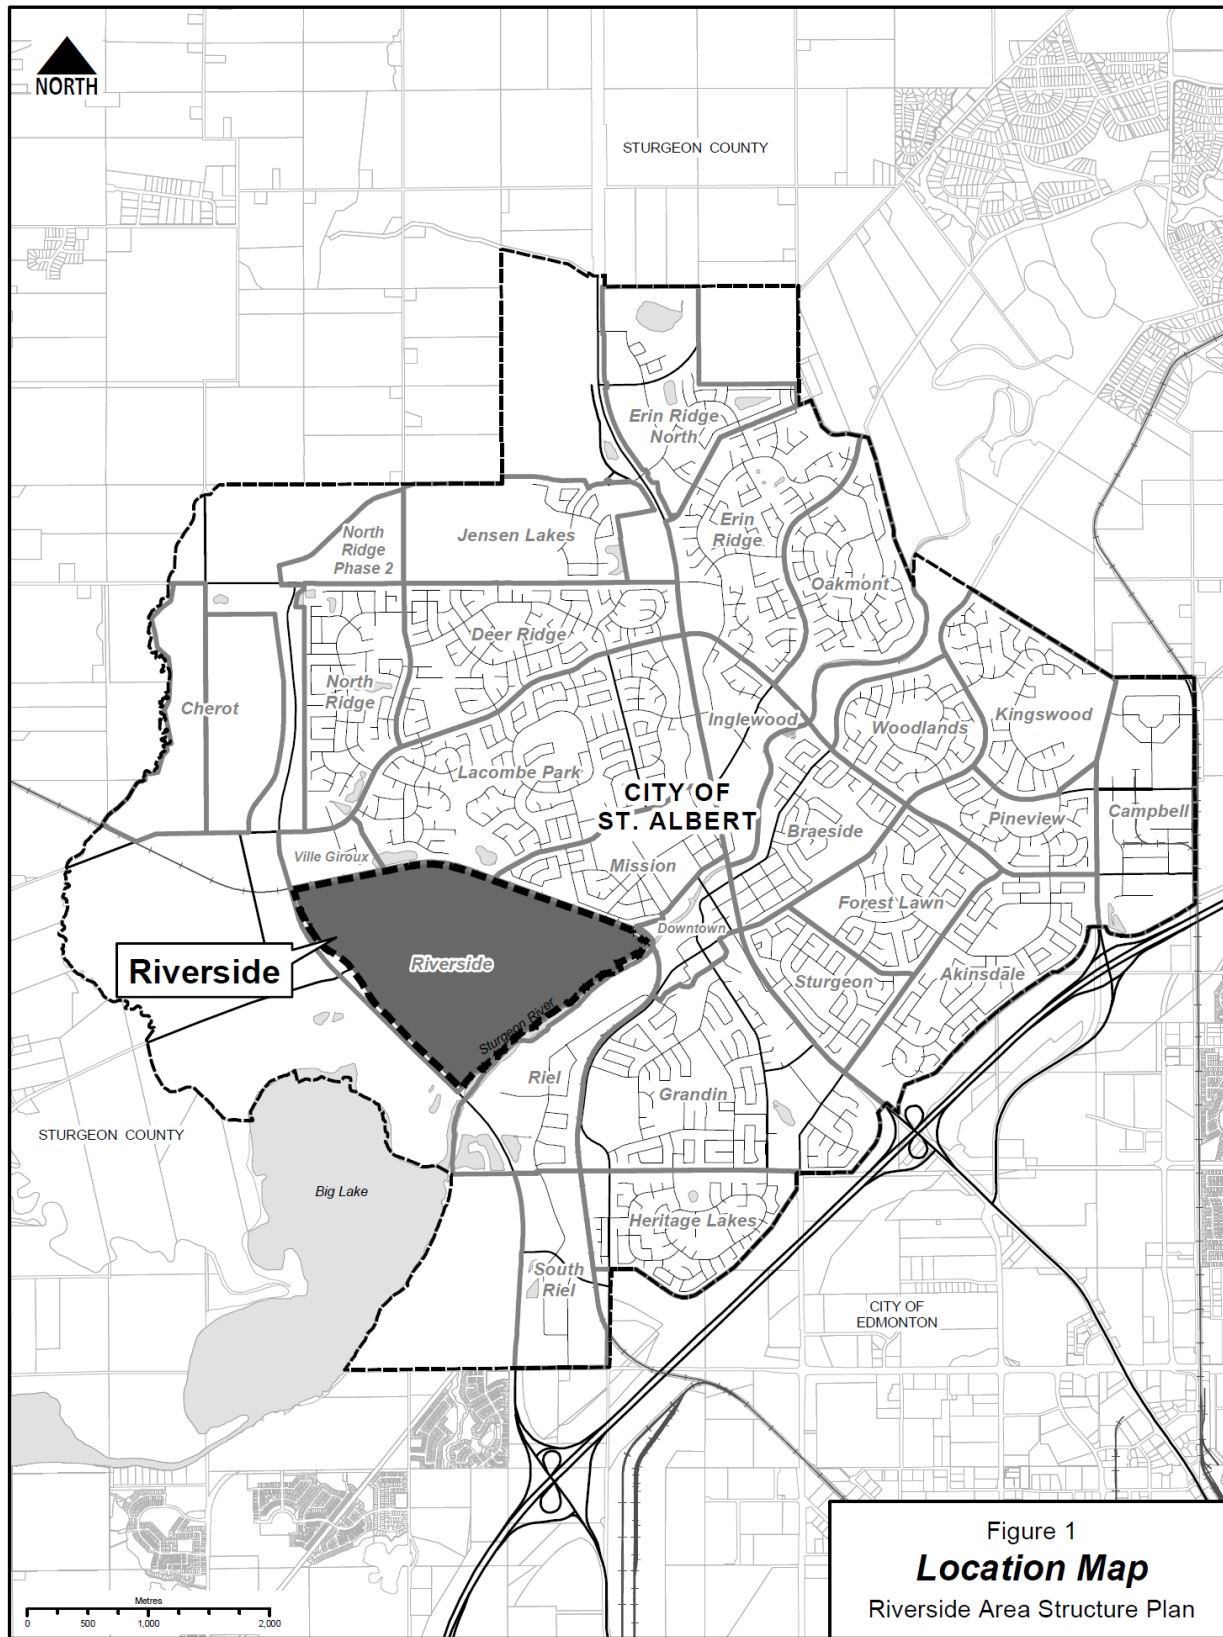 NORTH
STURGEON COUNTY
Erin Ridge
North
Jensen Lakes
North
Ridge
Phase 2
Erin
Ridge
Oakmont
Deer Ridge
North
Ridge
Cherot
Inglewood
Woodlands
Kingswood
Lacombe Park
CITY OF
ST. ALBERT
Braeside
Pineview
Campbell
Ville Giroux
Mission
Forest Lawn
Downtown
Riverside
Riverside
Sturgeon
Akinsdale
Sturgeon River
Riel
Grandin
STURGEON COUNTY
Big Lake
Heritage Lakes
South
Riel
CITY OF
EDMONTON
Metres
0 500 1,000 2,000
Figure 1
Location Map
Riverside Area Structure Plan